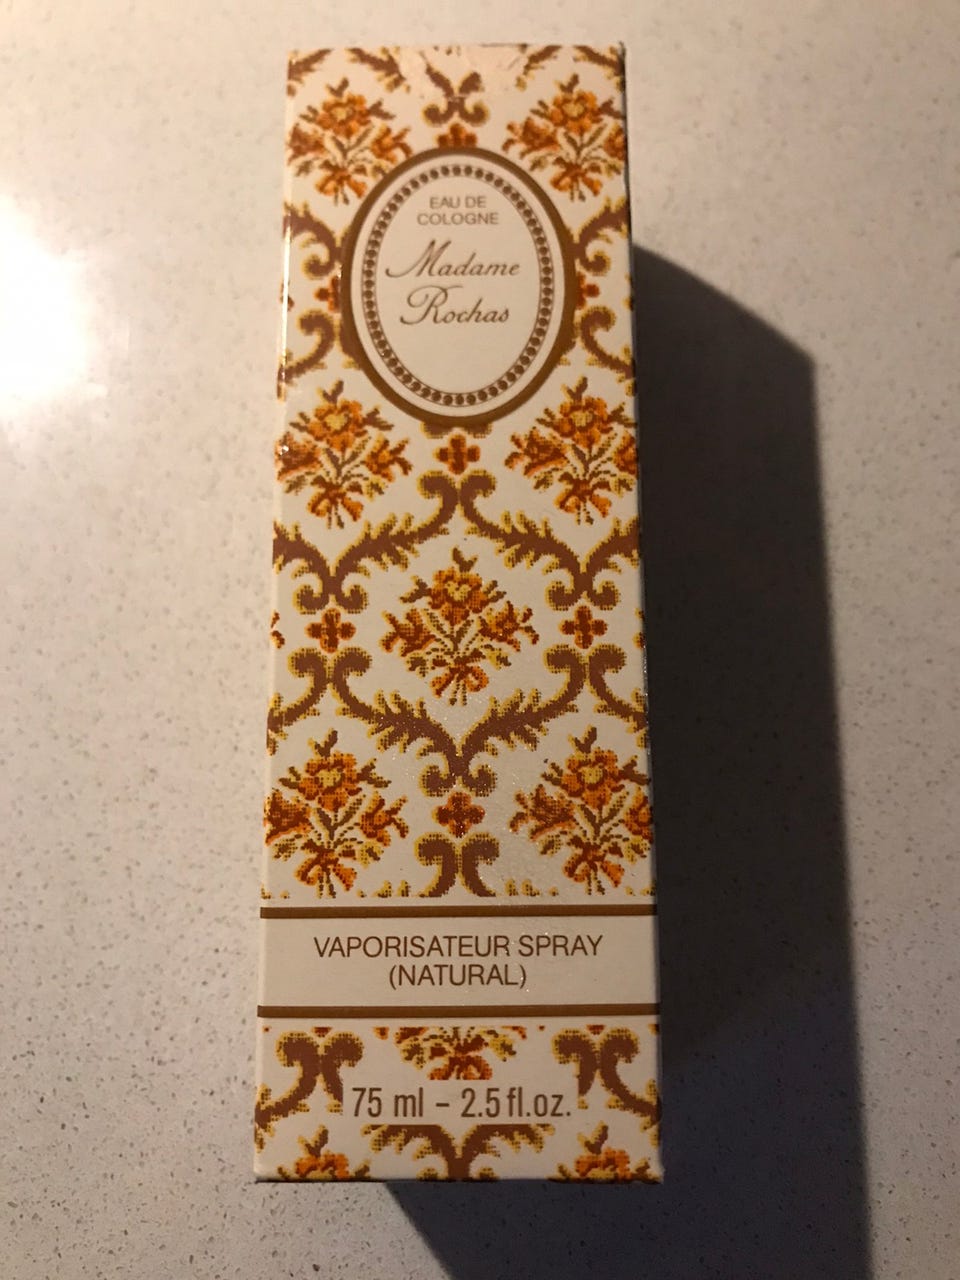 EAU DE
COLOGNE
Madame
Rochas
VAPORISATEUR SPRAY
(NATURAL)
75 ml – 2.5 fl.oz.